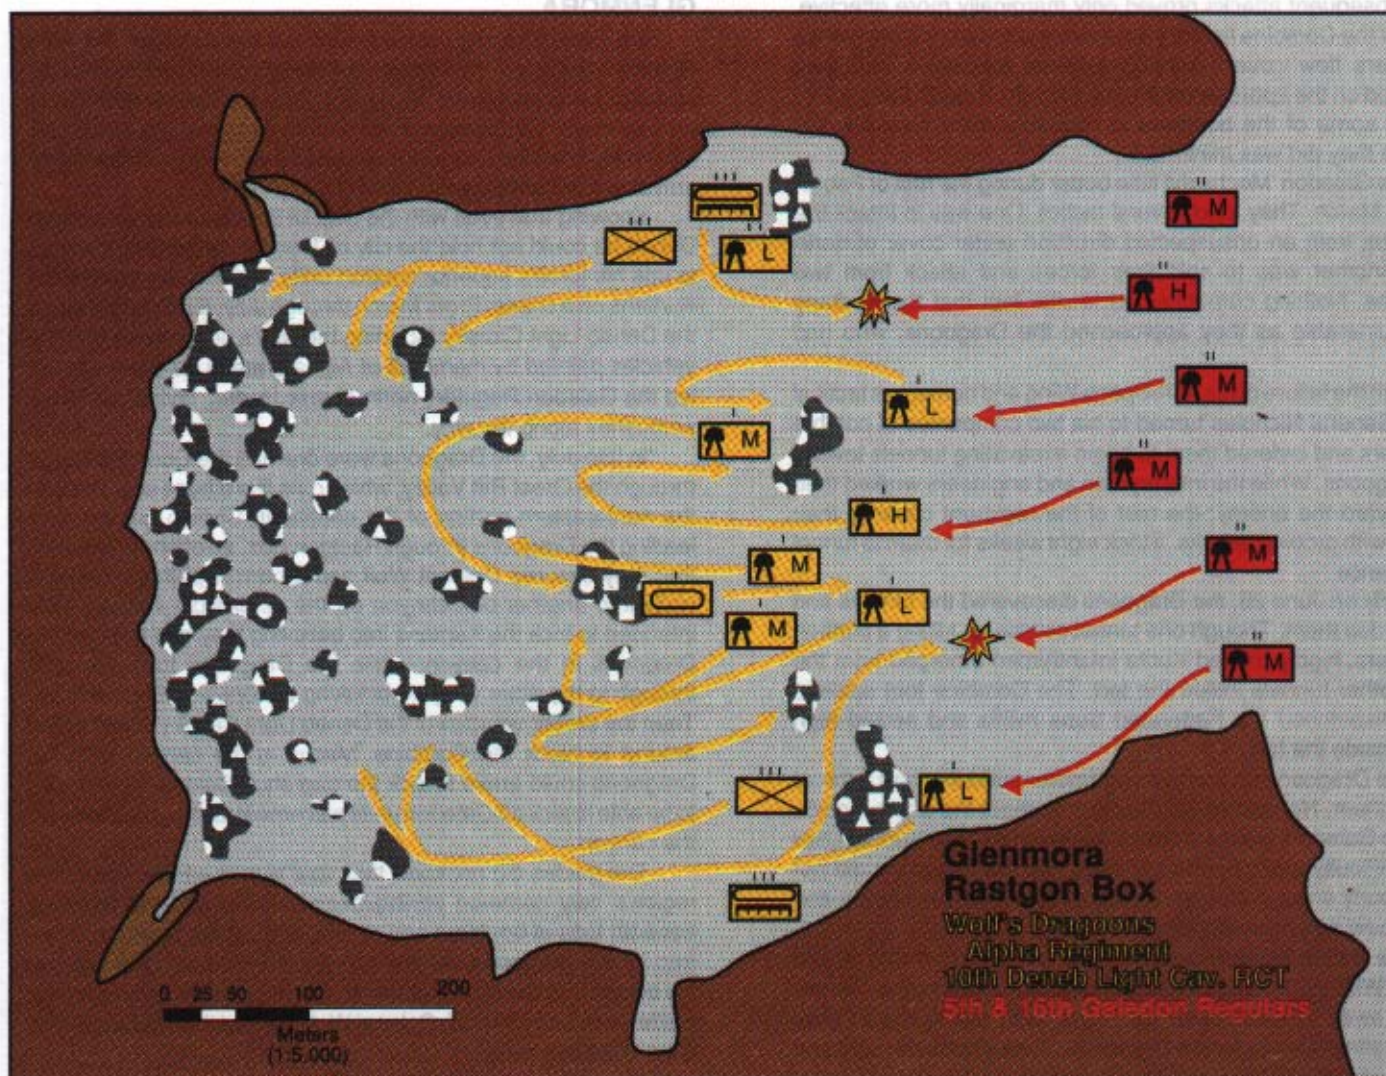 M
L
H
M
L
M
M
H
M
M
L
M
M
L
Glenmora
Rastgon Box
Wolf's Dragoons
Alpha Regiment
10th Deneb Light Cav. RCT
5th & 16th Galedon Regulars
0 25 50 100 200
Meters
(1:5,000)